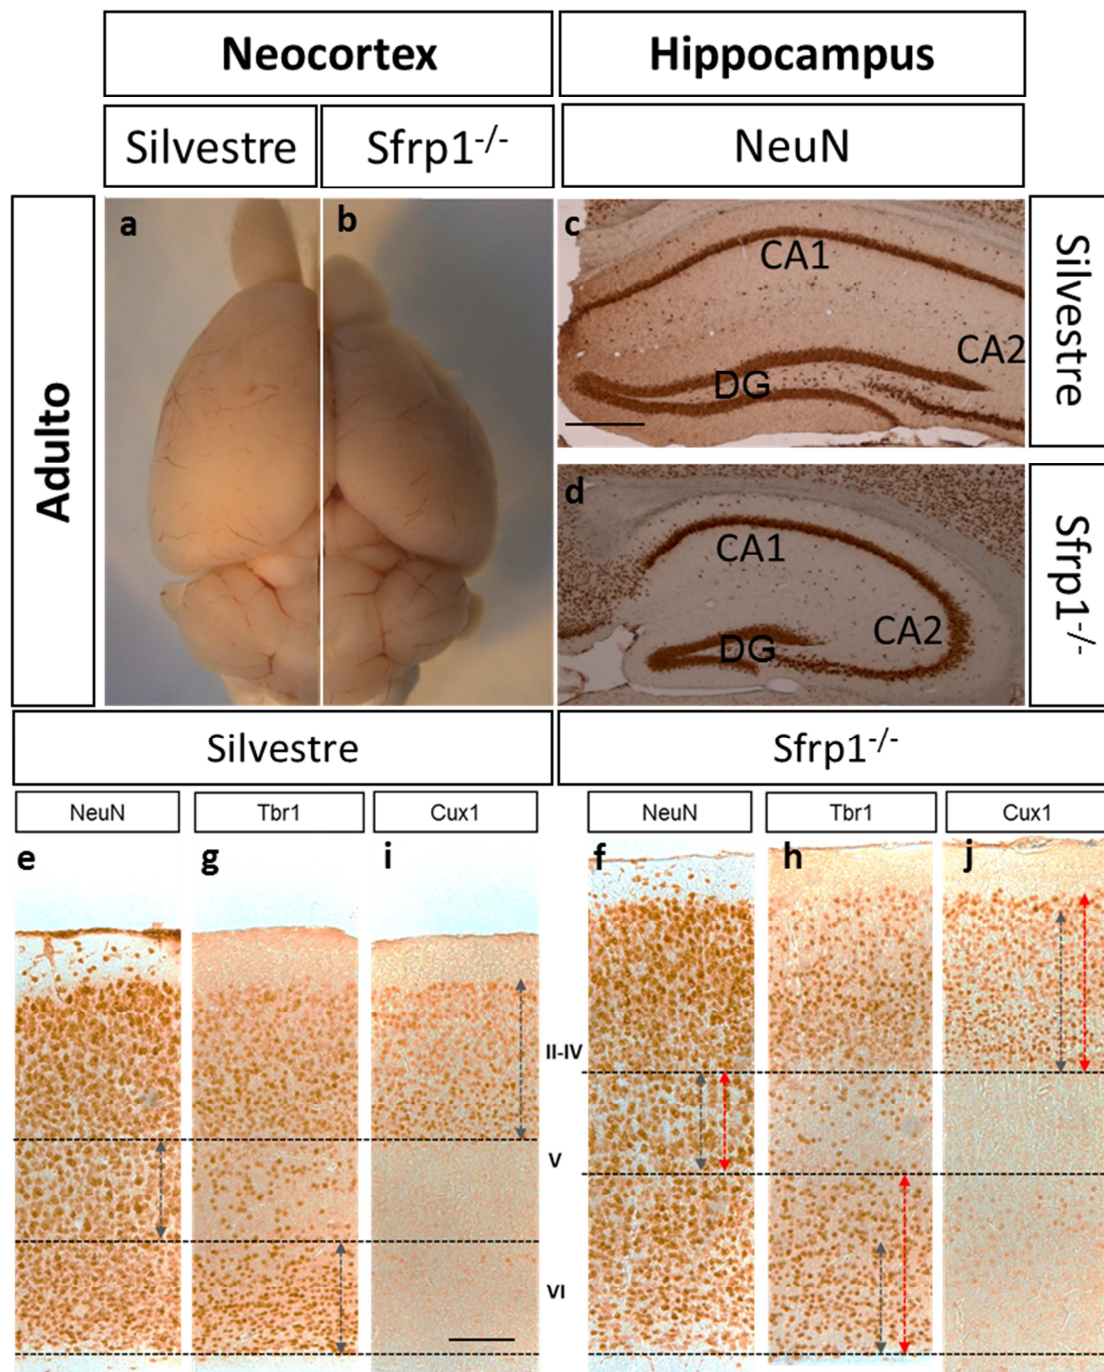 Neocortex
Hippocampus
Silvestre
Sfrp1-/-
NeuN
Adulto
a
b
c
CA1
CA2
DG
Silvestre
d
CA1
CA2
DG
Sfrp1-/-
Silvestre
Sfrp1-/-
NeuN
Tbr1
Cux1
NeuN
Tbr1
Cux1
e
g
i
f
h
j
II-IV
V
VI